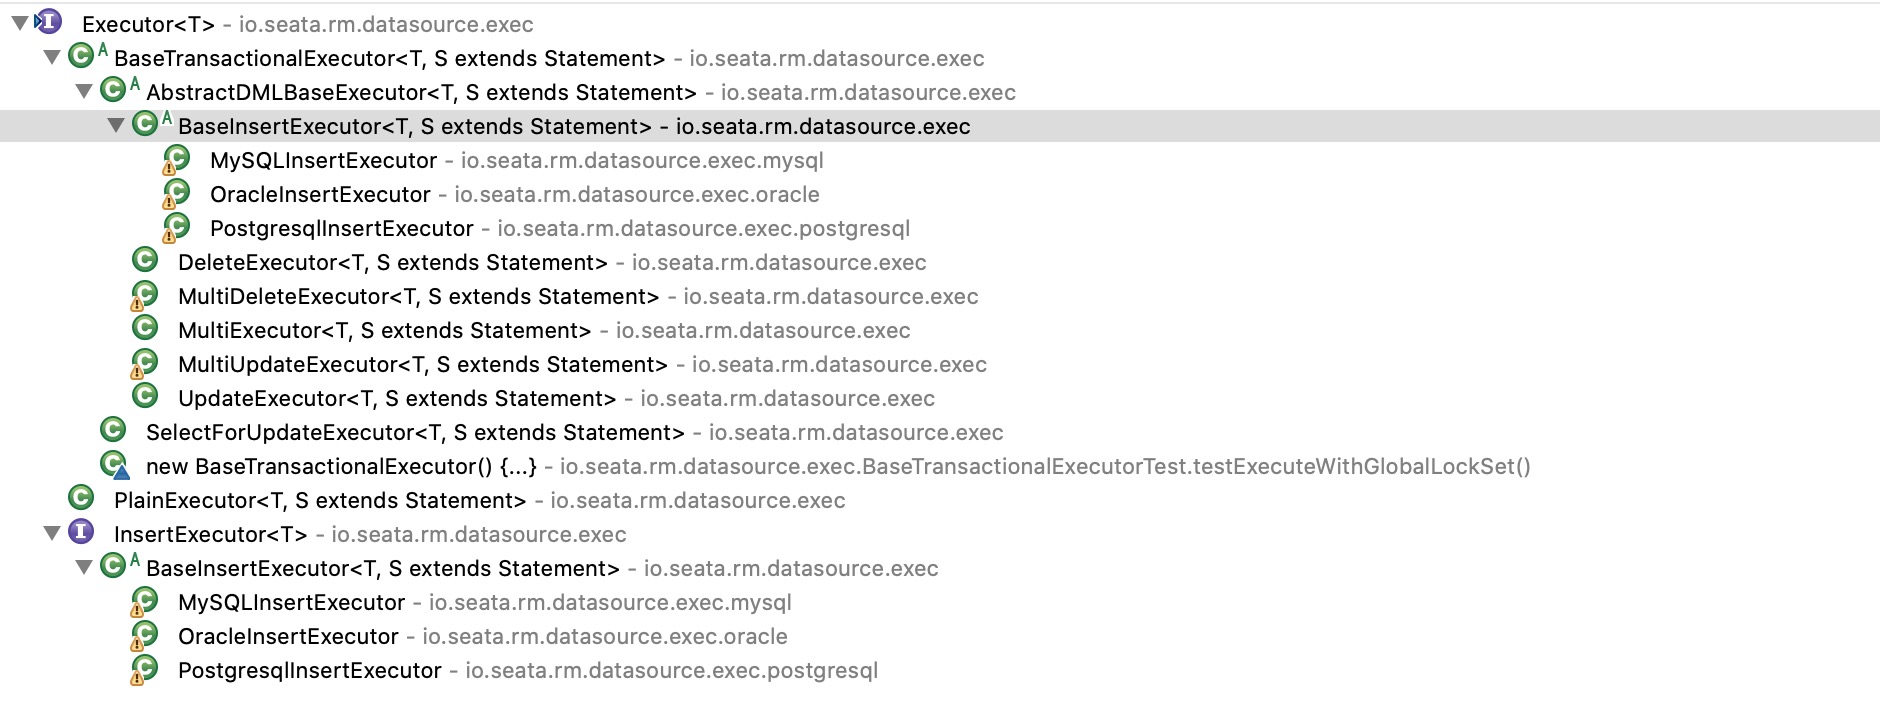 Executor<T> - io.seata.rm.datasource.exec
BaseTransactionalExecutor<T, S extends Statement> - io.seata.rm.datasource.exec
AbstractDMLBaseExecutor<T, S extends Statement> - io.seata.rm.datasource.exec
BaseInsertExecutor<T, S extends Statement> - io.seata.rm.datasource.exec
MySQLInsertExecutor - io.seata.rm.datasource.exec.mysql
OracleInsertExecutor - io.seata.rm.datasource.exec.oracle
PostgresqlInsertExecutor - io.seata.rm.datasource.exec.postgresql
DeleteExecutor<T, S extends Statement> - io.seata.rm.datasource.exec
MultiDeleteExecutor<T, S extends Statement> - io.seata.rm.datasource.exec
MultiExecutor<T, S extends Statement> - io.seata.rm.datasource.exec
MultiUpdateExecutor<T, S extends Statement> - io.seata.rm.datasource.exec
UpdateExecutor<T, S extends Statement> - io.seata.rm.datasource.exec
SelectForUpdateExecutor<T, S extends Statement> - io.seata.rm.datasource.exec
new BaseTransactionalExecutor() {...} - io.seata.rm.datasource.exec.BaseTransactionalExecutorTest.testExecuteWithGlobalLockSet()
PlainExecutor<T, S extends Statement> - io.seata.rm.datasource.exec
InsertExecutor<T> - io.seata.rm.datasource.exec
BaseInsertExecutor<T, S extends Statement> - io.seata.rm.datasource.exec
MySQLInsertExecutor - io.seata.rm.datasource.exec.mysql
OracleInsertExecutor - io.seata.rm.datasource.exec.oracle
PostgresqlInsertExecutor - io.seata.rm.datasource.exec.postgresql